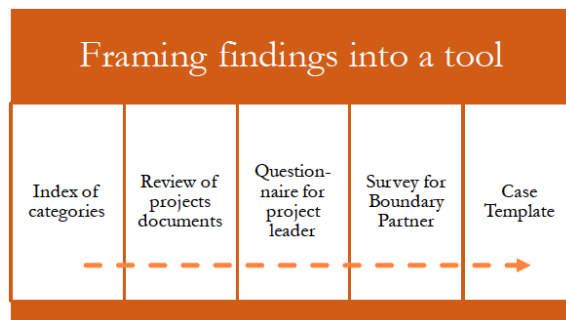 Framing findings into a tool
Index of
categories
Review of
projects
documents
Question-
naire for
project
leader
Survey for
Boundary
Partner
Case
Template